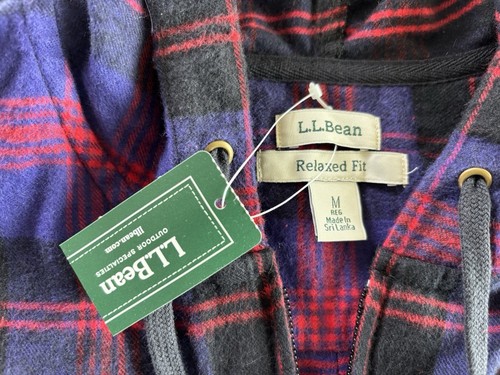 L.L.Bean
Relaxed Fit
M
REG
Made in
Sri Lanka
L.L.Bean
OUTDOOR SPECIALTIES
llbean.com